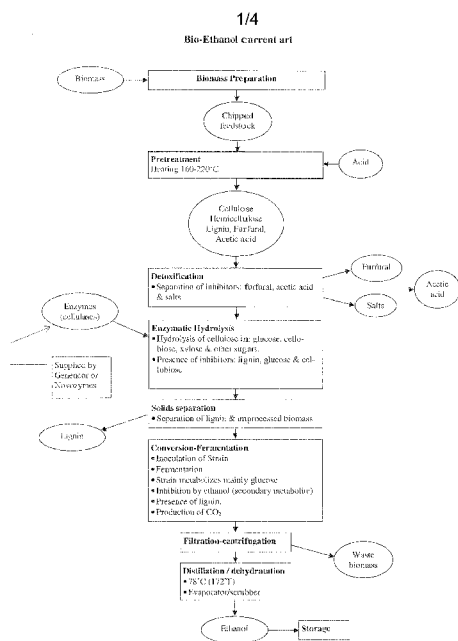 1/4
Bio-Ethanol current art
Biomass
Biomass Preparation
Chipped
feedstock
Pretreatment
Heating 160-220°C
Acid
Cellulose
Hemicellulose
Lignin, Furfural,
Acetic acid
Detoxification
• Separation of inhibitors: furfural, acetic acid
& salts
Furfural
Salts
Acetic
acid
Enzymes
(cellulases)
Supplied by
Genencor or
Novozymes
Enzymatic Hydrolysis
• Hydrolysis of cellulose in: glucose, cello-
biose, xylose & other sugars.
• Presence of inhibitors: lignin, glucose & cel-
lobiose.
Solids separation
• Separation of lignin & unprocessed biomass
Lignin
Conversion-Fermentation
• Inoculation of Strain
• Fermentation
• Strain metabolizes mainly glucose
• Inhibition by ethanol (secondary metabolite)
• Presence of lignin.
• Production of CO₂
Filtration-centrifugation
Waste
biomass
Distillation / dehydratation
• 78°C (172°F)
• Evaporator/scrubber
Ethanol
Storage